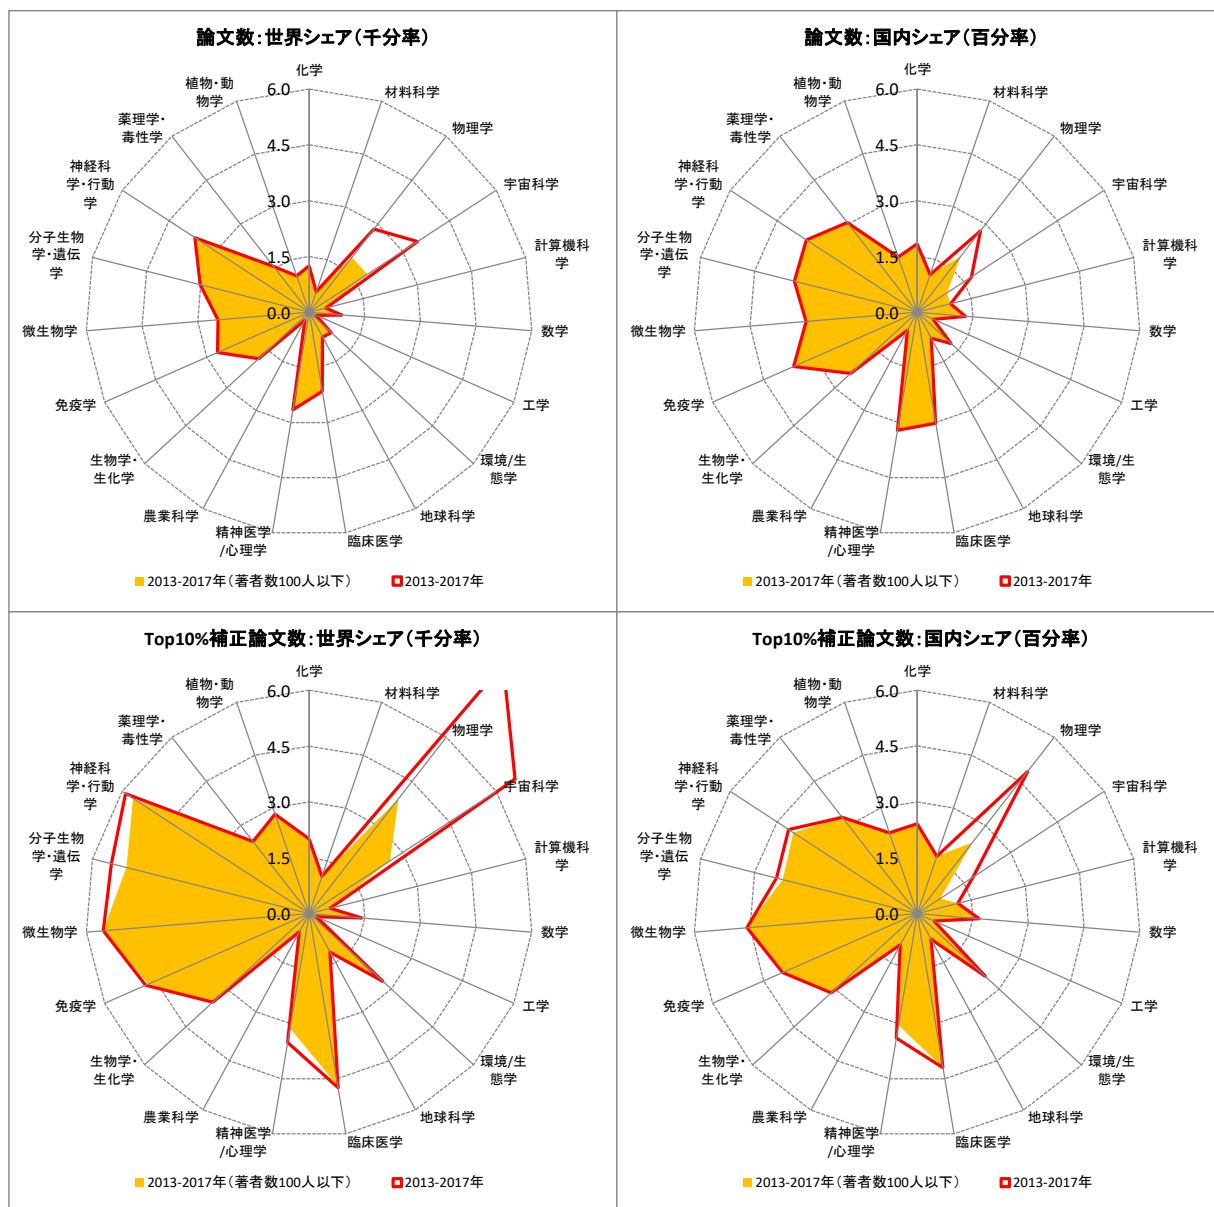 論文数:世界シェア(千分率)
化学
材料科学
物理学
宇宙科学
計算機科
学
数学
工学
環境/生
態学
地球科学
臨床医学
精神医学
/心理学
農業科学
生物学・
生化学
免疫学
微生物学
分子生物
学・遺伝
学
神経科
学・行動
学
薬理学・
毒性学
植物・動
物学
6.0
4.5
3.0
1.5
0.0
2013-2017年(著者数100人以下)
2013-2017年
論文数:国内シェア(百分率)
化学
材料科学
物理学
宇宙科学
計算機科
学
数学
工学
環境/生
態学
地球科学
臨床医学
精神医学
/心理学
農業科学
生物学・
生化学
免疫学
微生物学
分子生物
学・遺伝
学
神経科
学・行動
学
薬理学・
毒性学
植物・動
物学
6.0
4.5
3.0
1.5
0.0
2013-2017年(著者数100人以下)
2013-2017年
Top10%補正論文数:世界シェア(千分率)
化学
材料科学
物理学
宇宙科学
計算機科
学
数学
工学
環境/生
態学
地球科学
臨床医学
精神医学
/心理学
農業科学
生物学・
生化学
免疫学
微生物学
分子生物
学・遺伝
学
神経科
学・行動
学
薬理学・
毒性学
植物・動
物学
6.0
4.5
3.0
1.5
0.0
2013-2017年(著者数100人以下)
2013-2017年
Top10%補正論文数:国内シェア(百分率)
化学
材料科学
物理学
宇宙科学
計算機科
学
数学
工学
環境/生
態学
地球科学
臨床医学
精神医学
/心理学
農業科学
生物学・
生化学
免疫学
微生物学
分子生物
学・遺伝
学
神経科
学・行動
学
薬理学・
毒性学
植物・動
物学
6.0
4.5
3.0
1.5
0.0
2013-2017年(著者数100人以下)
2013-2017年